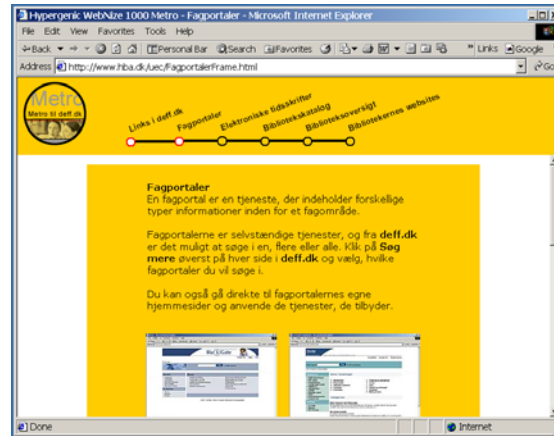 Hypergenic WebNize 1000 Metro - Fagportaler - Microsoft Internet Explorer
File Edit View Favorites Tools Help
Back Personal Bar Search Favorites Links Google
Address http://www.hba.dk/uec/FagportalerFrame.html Go
Metro
Metro til deff.dk
Links i deff.dk
Fagportaler
Elektroniske tidsskrifter
Bibliotekskatalog
Biblioteksoversigt
Bibliotekernes websites
Fagportaler
En fagportal er en tjeneste, der indeholder forskellige
typer informationer inden for et fagområde.
Fagportalerne er selvstændige tjenester, og fra deff.dk
er det muligt at søge i en, flere eller alle. Klik på Søg
mere øverst på hver side i deff.dk og vælg, hvilke
fagportaler du vil søge i.
Du kan også gå direkte til fagportalernes egne
hjemmesider og anvende de tjenester, de tilbyder.
Done Internet